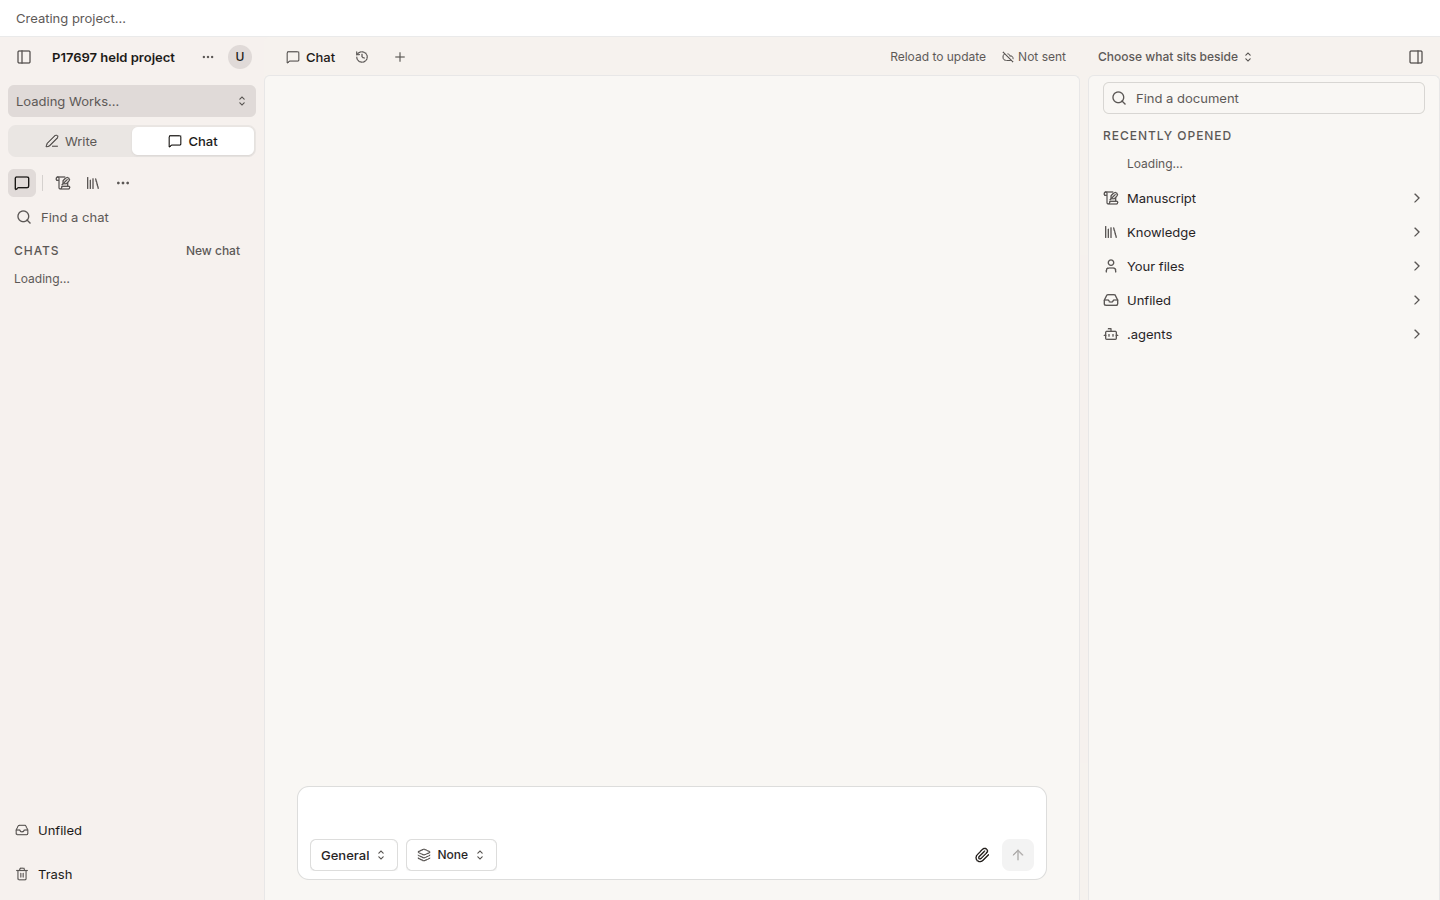 Creating project...
P17697 held project
U
Chat
Reload to update
Not sent
Choose what sits beside
Loading Works...
Write
Chat
Find a chat
CHATS
New chat
Loading...
Unfiled
Trash
General
None
Find a document
RECENTLY OPENED
Loading...
Manuscript
Knowledge
Your files
Unfiled
.agents